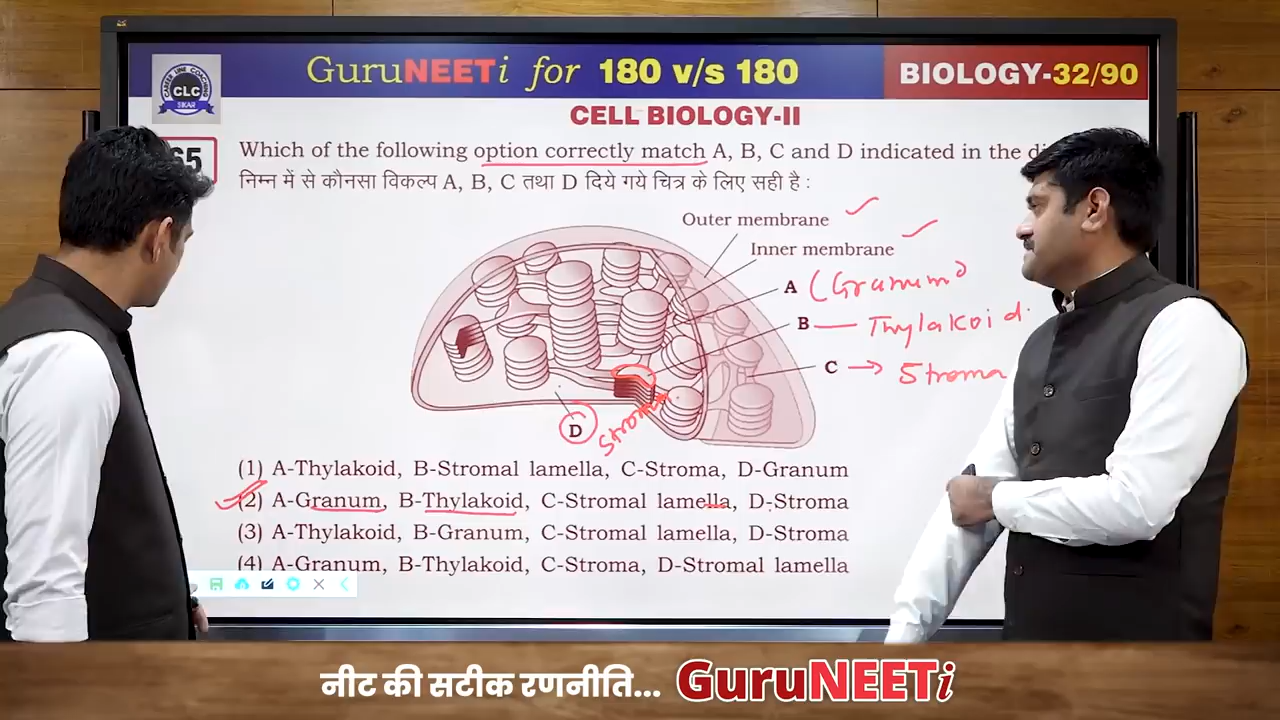 GuruNEETi for 180 v/s 180
BIOLOGY-32/90
CLC
SIKAR
CELL BIOLOGY-II
65
Which of the following option correctly match A, B, C and D indicated in the
निम्न में से कौनसा विकल्प A, B, C तथा D दिये गये चित्र के लिए सही है :
Outer membrane
Inner membrane
A (Granum)
B — Thylakoid
C → Stroma
D
Stroma
(1) A-Thylakoid, B-Stromal lamella, C-Stroma, D-Granum
(2) A-Granum, B-Thylakoid, C-Stromal lamella, D-Stroma
(3) A-Thylakoid, B-Granum, C-Stromal lamella, D-Stroma
(4) A-Granum, B-Thylakoid, C-Stroma, D-Stromal lamella
नीट की सटीक रणनीति... GuruNEETi